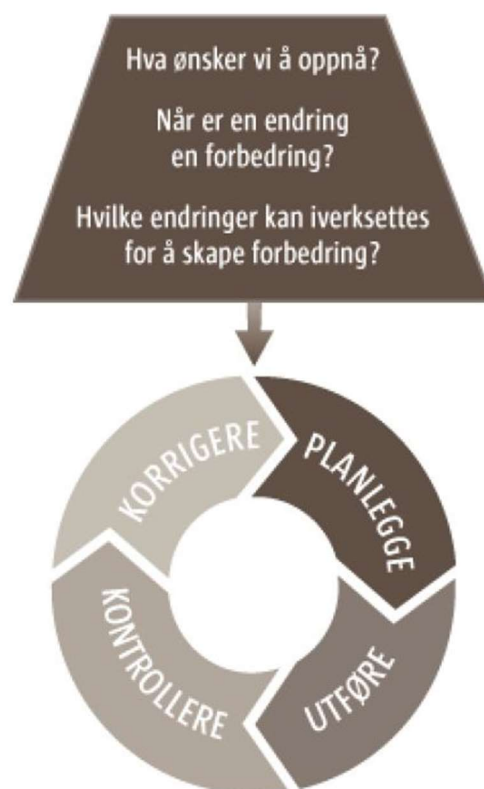 Hva ønsker vi å oppnå?
Når er en endring
en forbedring?
Hvilke endringer kan iverksettes
for å skape forbedring?
PLANLEGGE
UTFØRE
KONTROLLERE
KORRIGERE